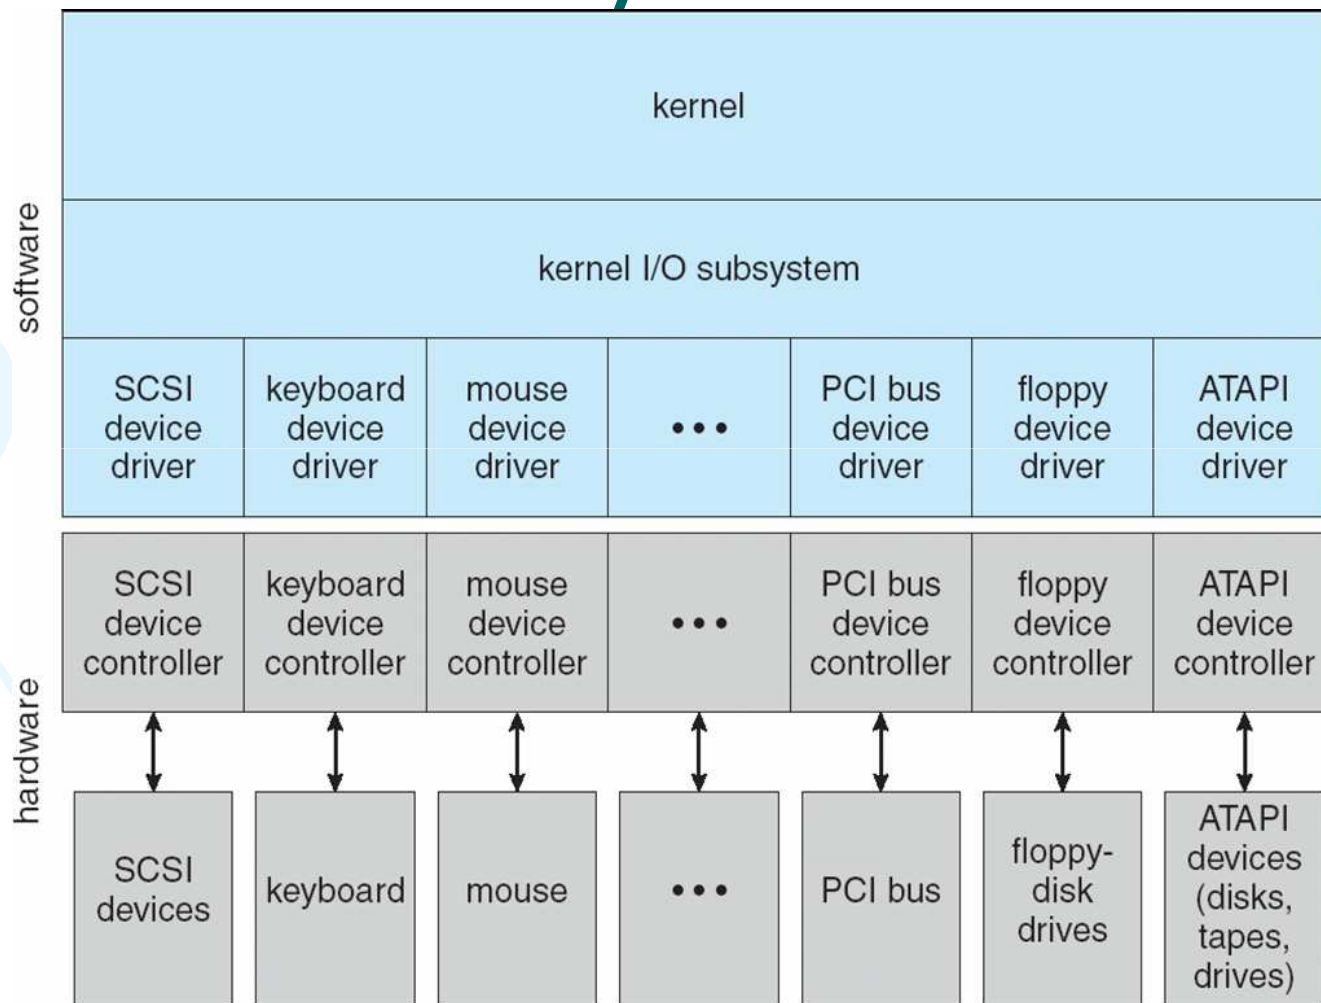 kernel
kernel I/O subsystem
software
SCSI
device
driver
keyboard
device
driver
mouse
device
driver
•••
PCI bus
device
driver
floppy
device
driver
ATAPI
device
driver
SCSI
device
controller
keyboard
device
controller
mouse
device
controller
•••
PCI bus
device
controller
floppy
device
controller
ATAPI
device
controller
hardware
SCSI
devices
keyboard
mouse
•••
PCI bus
floppy-
disk
drives
ATAPI
devices
(disks,
tapes,
drives)